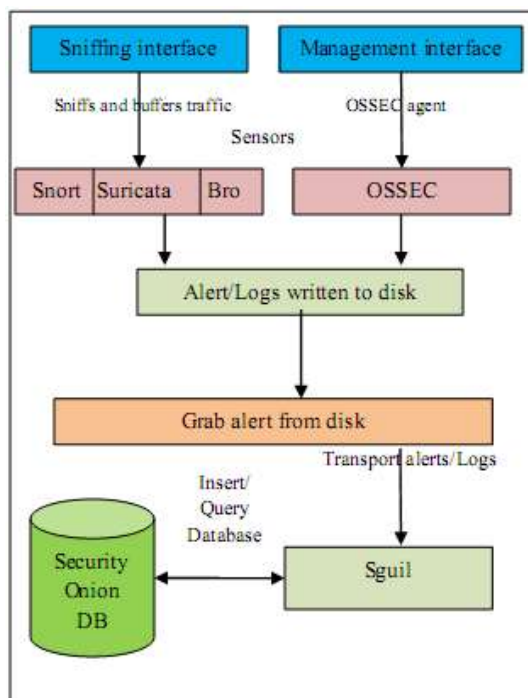 Sniffing interface
Management interface
Sniffs and buffers traffic
OSSEC agent
Sensors
Snort
Suricata
Bro
OSSEC
Alert/Logs written to disk
Grab alert from disk
Transport alerts/Logs
Insert/
Query
Database
Security
Onion
DB
Sguil